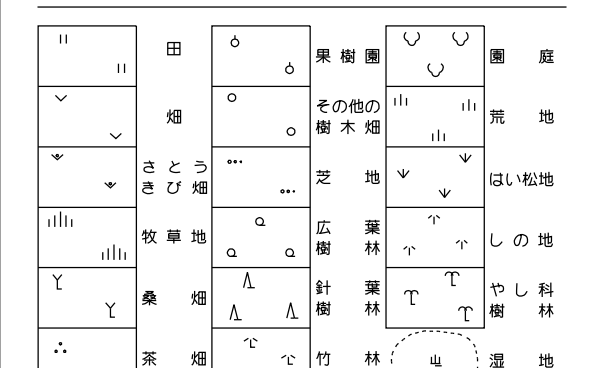 田
果樹園
園庭
畑
その他の
樹木畑
荒地
さとう
きび畑
芝地
はい松地
牧草地
広葉
樹林
しの地
桑畑
針葉
樹林
やし科
樹林
茶畑
竹林
湿地